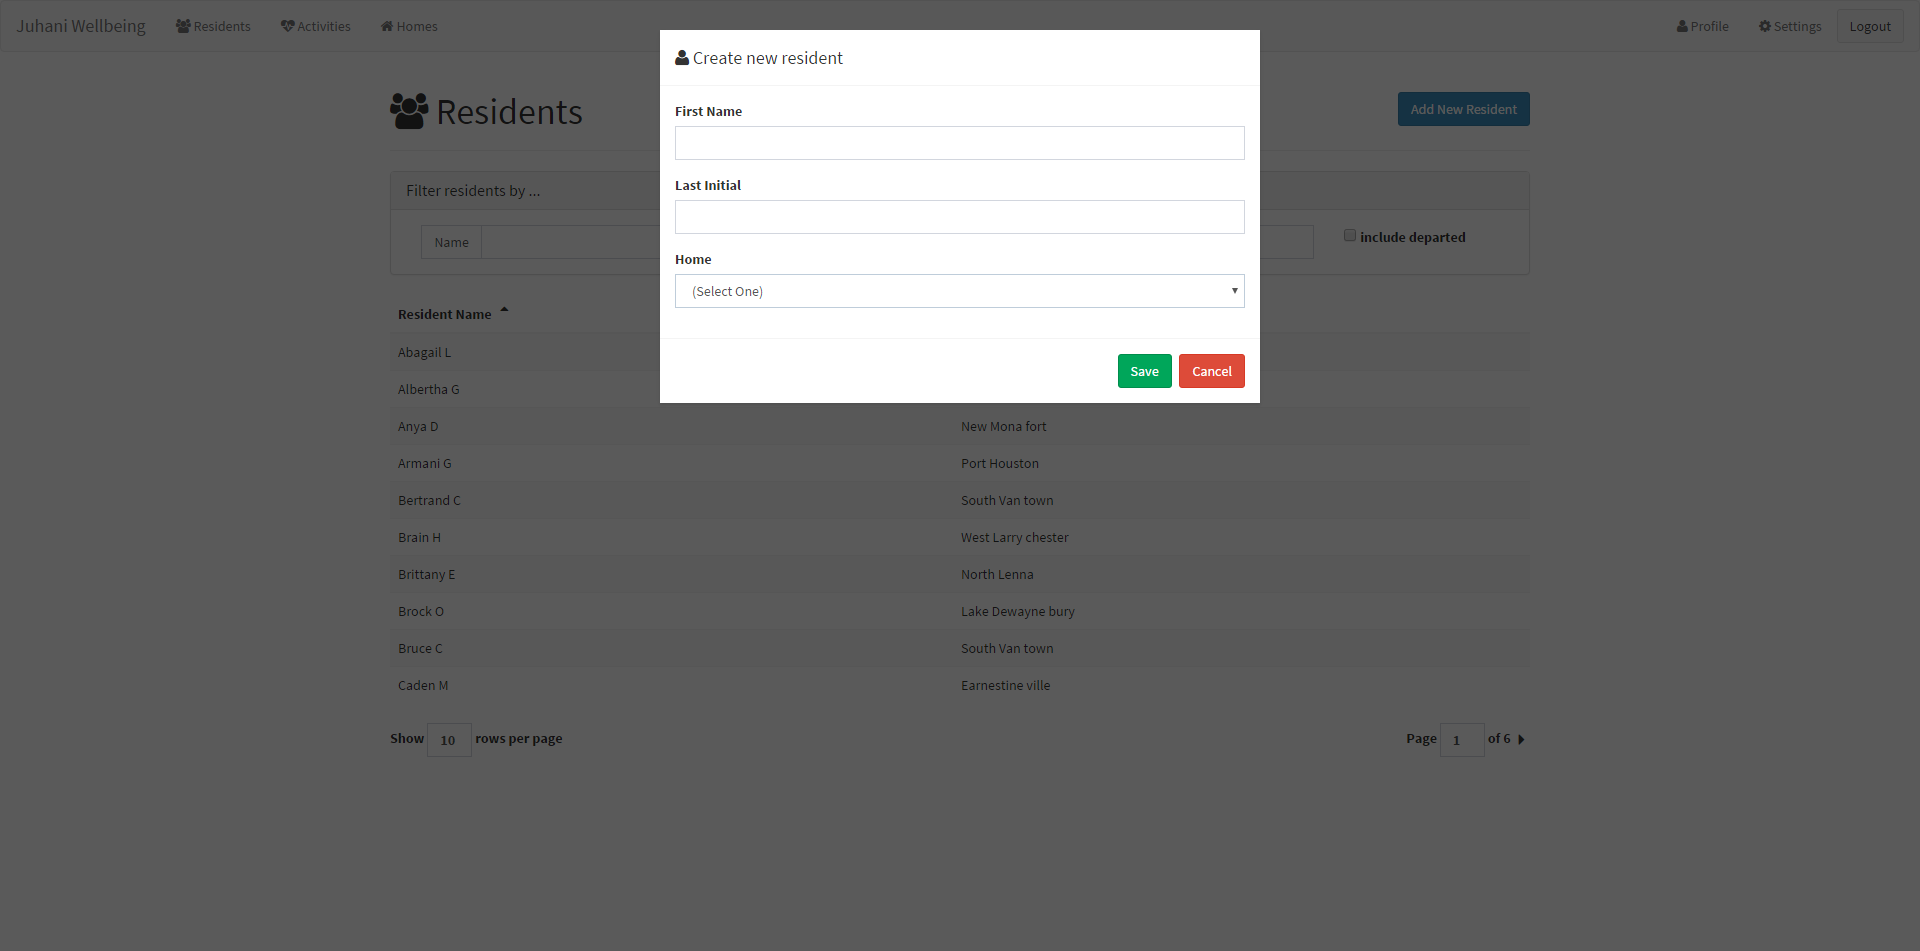 Juhani Wellbeing Residents Activities Homes Profile Settings Logout
Create new resident
First Name
Last Initial
Home
(Select One)
Save Cancel
Residents Add New Resident
Filter residents by ...
Name include departed
Resident Name
Abagail L
Albertha G
Anya D New Mona fort
Armani G Port Houston
Bertrand C South Van town
Brain H West Larry chester
Brittany E North Lenna
Brock O Lake Dewayne bury
Bruce C South Van town
Caden M Earnestine ville
Show 10 rows per page Page 1 of 6